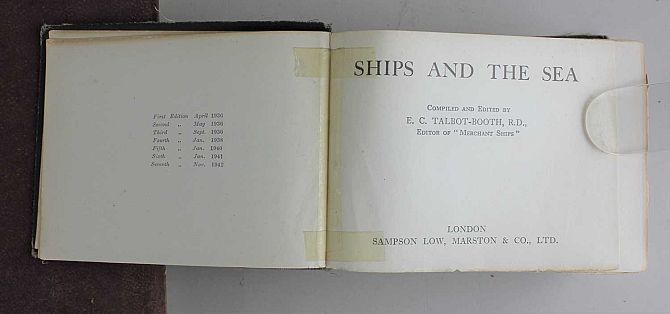 First Edition April 1936
Second „ May 1936
Third „ Sept. 1936
Fourth „ Jan. 1938
Fifth „ Jan. 1940
Sixth „ Jan. 1941
Seventh „ Nov. 1942
SHIPS AND THE SEA
COMPILED AND EDITED BY
E. C. TALBOT-BOOTH, R.D.,
EDITOR OF "MERCHANT SHIPS"
LONDON
SAMPSON LOW, MARSTON & CO., LTD.